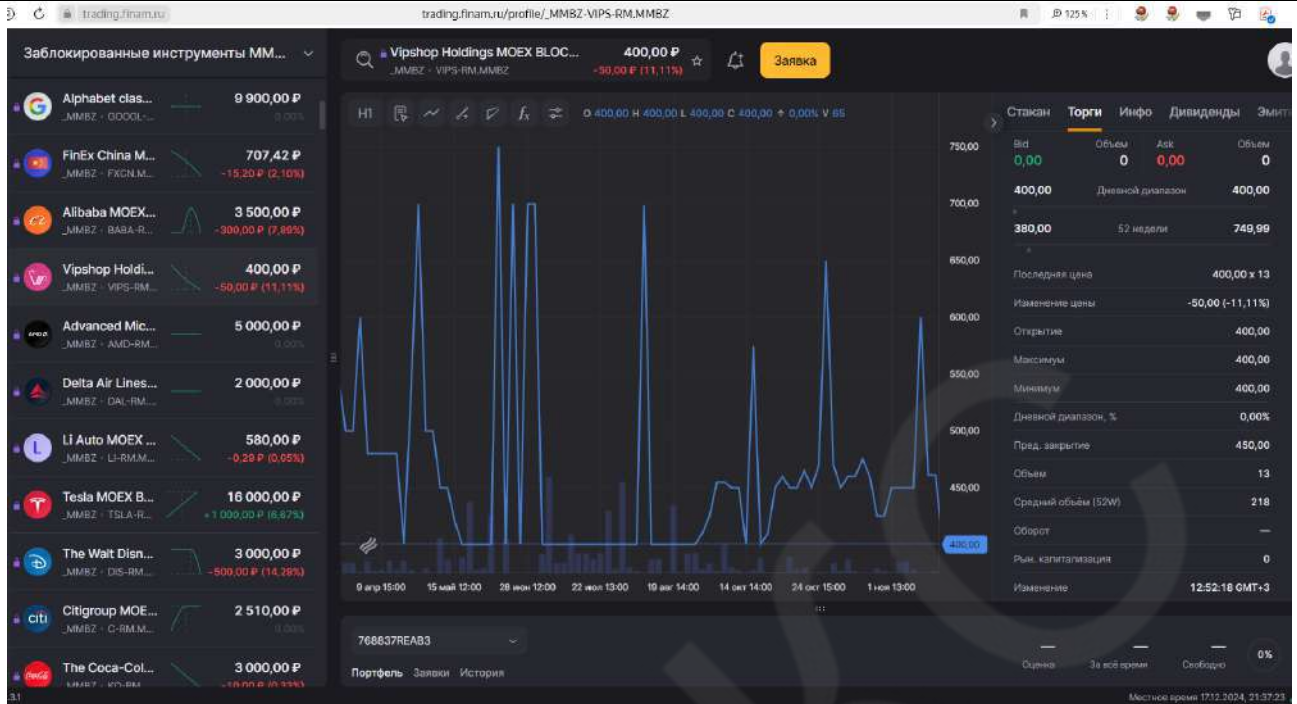 trading.finam.ru
trading.finam.ru/profile/_MMBZ-VIPS-RM.MMBZ
125 %
Заблокированные инструменты ММ...
Alphabet clas...
9 900,00 ₽
_MMBZ · GOOGL-...
0,00%
FinEx China M...
707,42 ₽
_MMBZ · FXCN.M...
-15,20 ₽ (2,10%)
Alibaba MOEX...
3 500,00 ₽
_MMBZ · BABA-R...
-300,00 ₽ (7,89%)
Vipshop Holdi...
400,00 ₽
_MMBZ · VIPS-RM...
-50,00 ₽ (11,11%)
Advanced Mic...
5 000,00 ₽
_MMBZ · AMD-RM...
0,00%
Delta Air Lines...
2 000,00 ₽
_MMBZ · DAL-RM...
0,00%
Li Auto MOEX ...
580,00 ₽
_MMBZ · LI-RM.M...
-0,29 ₽ (0,05%)
Tesla MOEX B...
16 000,00 ₽
_MMBZ · TSLA-R...
+1 000,00 ₽ (6,67%)
The Walt Disn...
3 000,00 ₽
_MMBZ · DIS-RM...
-500,00 ₽ (14,29%)
Citigroup MOE...
2 510,00 ₽
_MMBZ · C-RM.M...
0,00%
The Coca-Col...
3 000,00 ₽
_MMBZ · KO-RM
-10,00 ₽ (0,33%)
3.1
Vipshop Holdings MOEX BLOC...
400,00 ₽
_MMBZ · VIPS-RM.MMBZ
-50,00 ₽ (11,11%)
Заявка
H1
O 400,00 H 400,00 L 400,00 C 400,00 0,00% V 65
750,00
700,00
650,00
600,00
550,00
500,00
450,00
400,00
9 апр 15:00 15 май 12:00 28 июн 12:00 22 июл 13:00 19 авг 14:00 14 окт 14:00 24 окт 15:00 1 ноя 13:00
768837REAB3
Портфель Заявки История
Стакан Торги Инфо Дивиденды Эмит
Bid Объем Ask Объем
0,00 0 0,00 0
400,00 Дневной диапазон 400,00
380,00 52 недели 749,99
Последняя цена 400,00 x 13
Изменение цены -50,00 (-11,11%)
Открытие 400,00
Максимум 400,00
Минимум 400,00
Дневной диапазон, % 0,00%
Пред. закрытие 450,00
Объем 13
Средний объём (52W) 218
Оборот —
Рын. капитализация 0
Изменение 12:52:18 GMT+3
— — —
Оценка За всё время Свободно
0%
Местное время 17.12.2024, 21:37:23